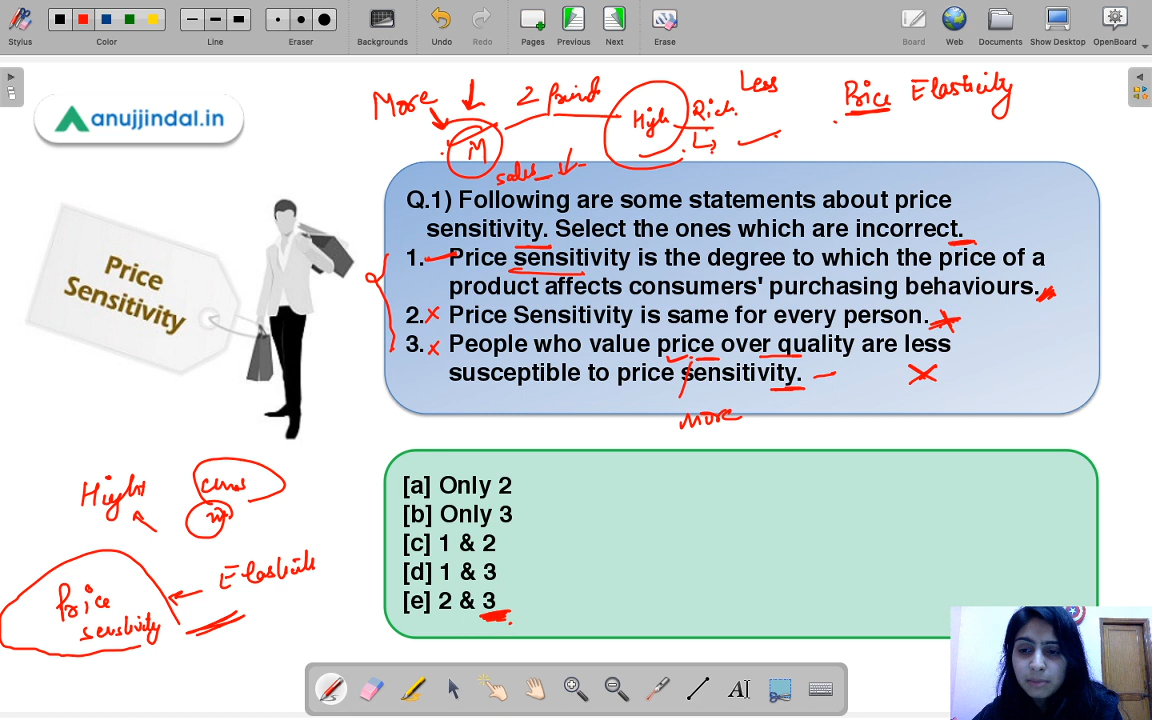 Stylus
Color
Line
Eraser
Backgrounds
Undo
Redo
Pages
Previous
Next
Erase
Board
Web
Documents
Show Desktop
OpenBoard
More
High
Rich
Less
Price Elasticity
M
sales
anujjindal.in
Price
Sensitivity
Q.1) Following are some statements about price
sensitivity. Select the ones which are incorrect.
1. Price sensitivity is the degree to which the price of a
product affects consumers' purchasing behaviours.
2. Price Sensitivity is same for every person.
3. People who value price over quality are less
susceptible to price sensitivity.
more
[a] Only 2
[b] Only 3
[c] 1 & 2
[d] 1 & 3
[e] 2 & 3
Price
sensitivity